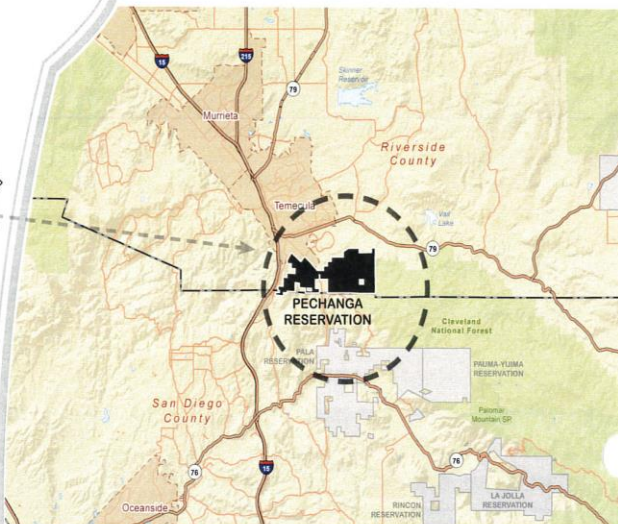 15
215
79
Skinner
Reservoir
Murrieta
Riverside
County
Temecula
Vail
Lake
79
PECHANGA
RESERVATION
Cleveland
National Forest
PALA
RESERVATION
PAUMA-YUIMA
RESERVATION
San Diego
County
Palomar
Mountain SP
76
15
76
Oceanside
RINCON
RESERVATION
LA JOLLA
RESERVATION